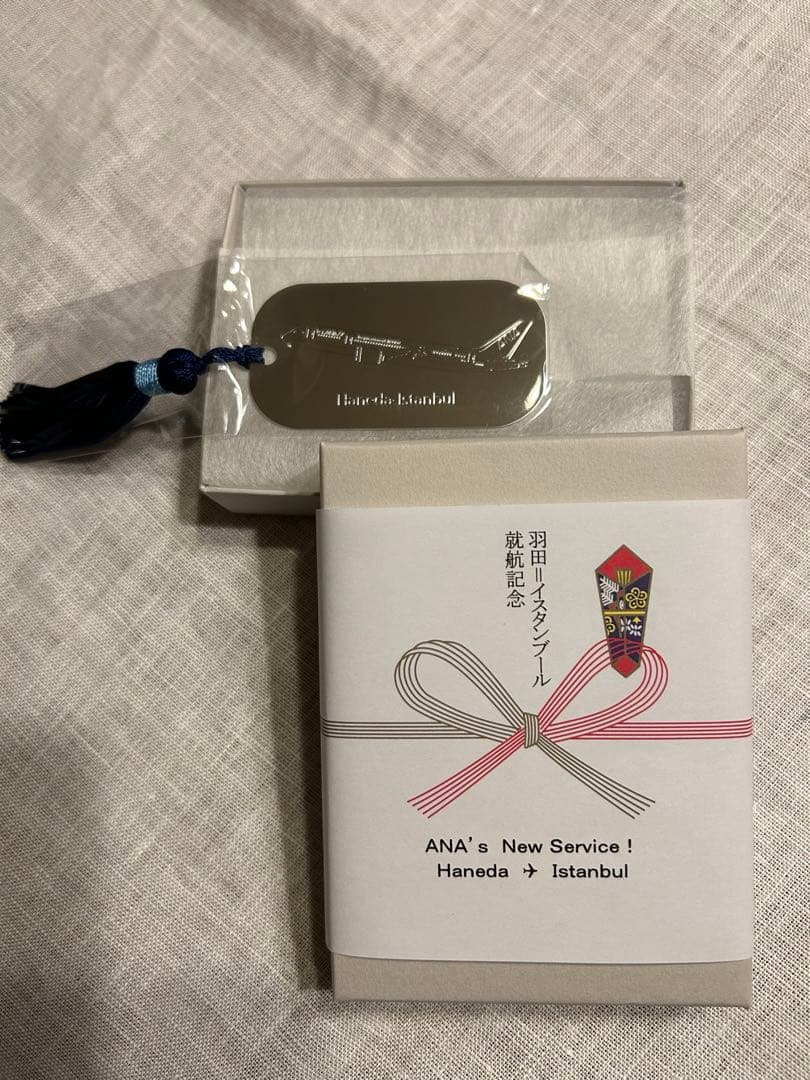 ANA
Haneda-Istanbul
羽田＝イスタンブール
就航記念
ANA's New Service !
Haneda ✈ Istanbul